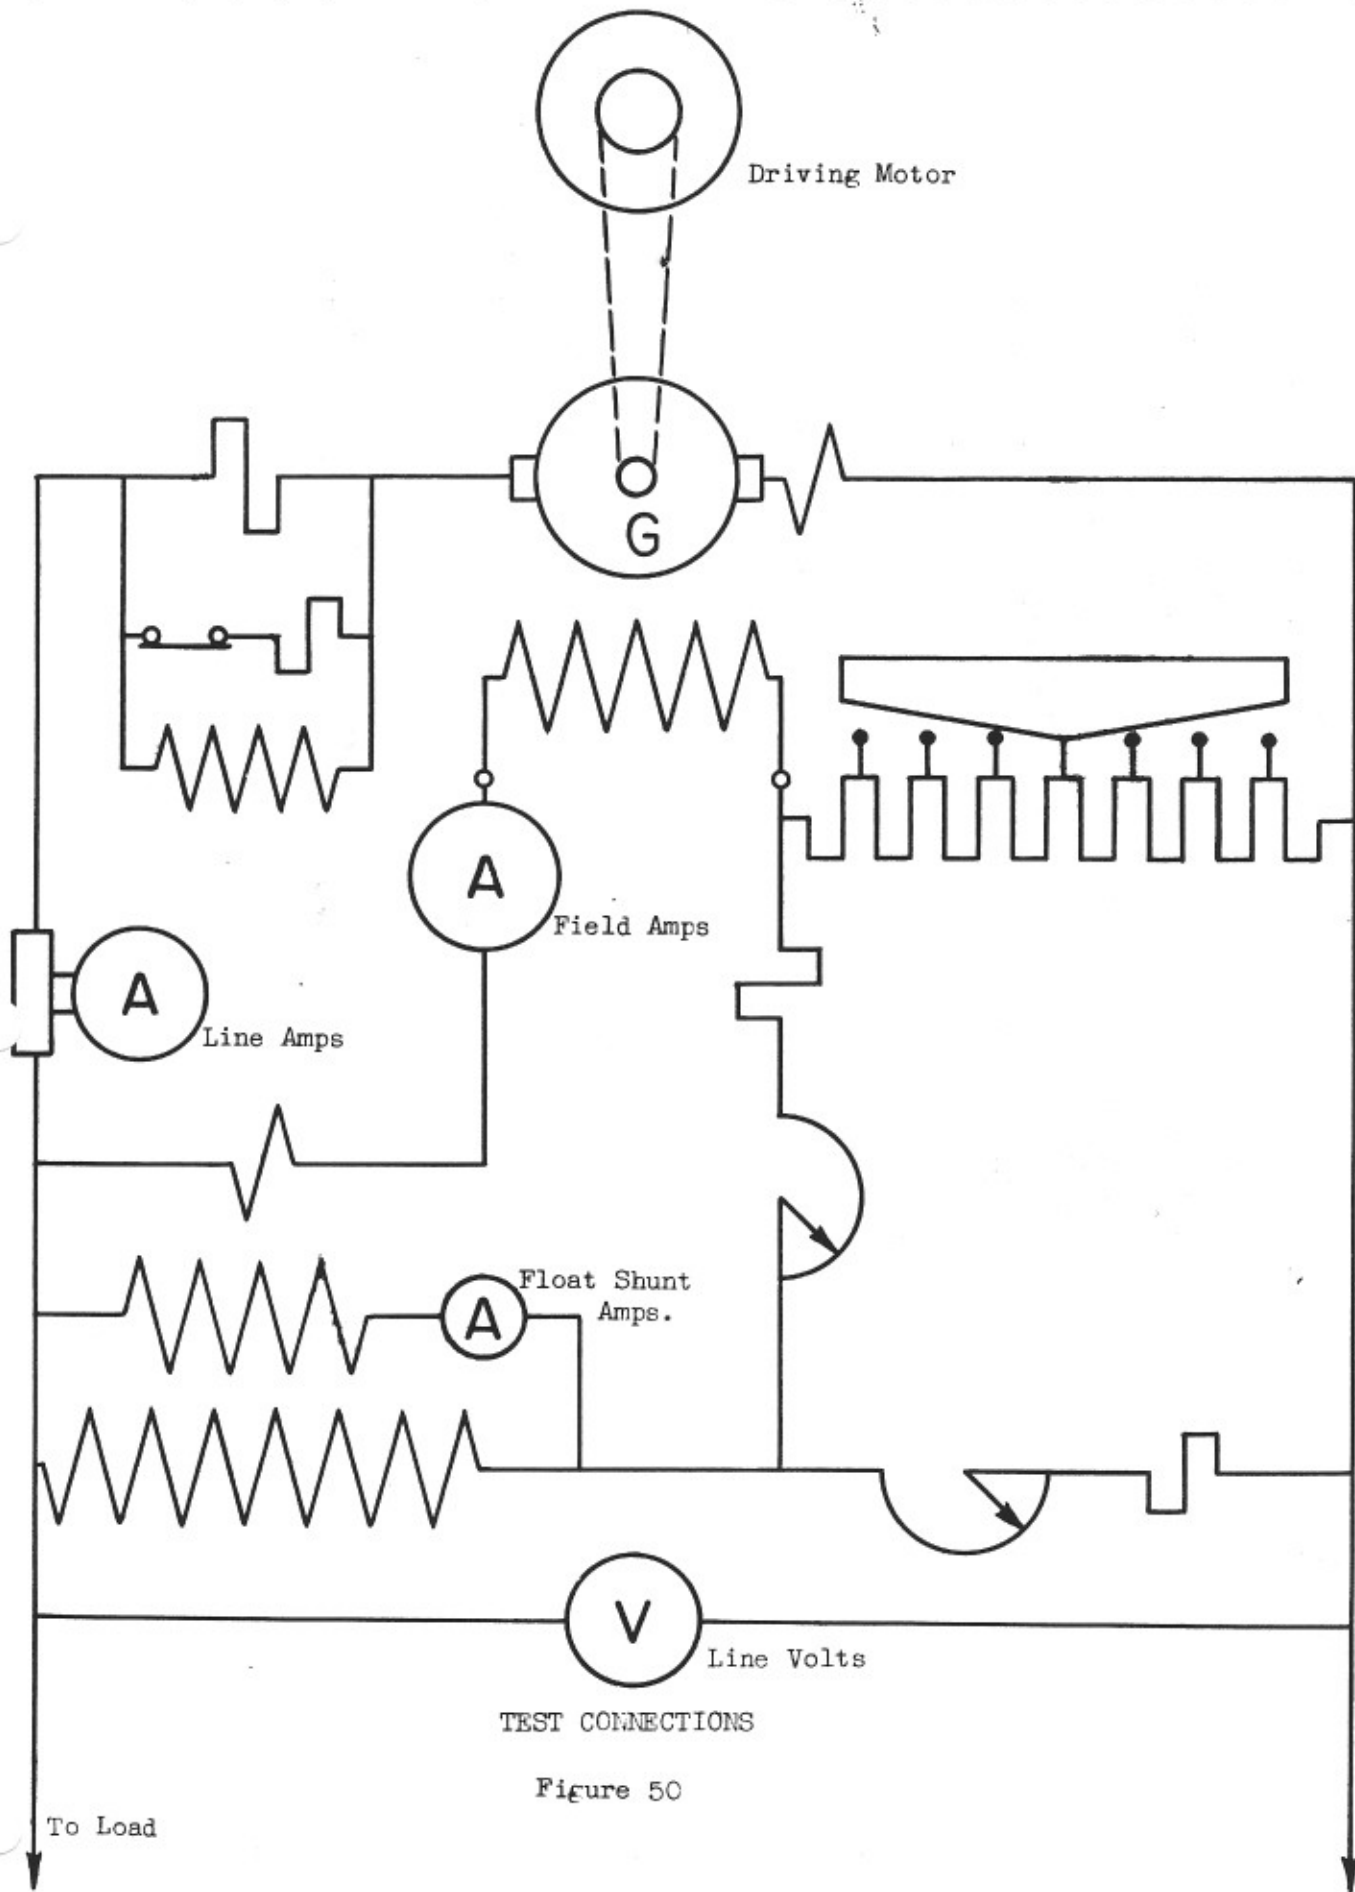 Driving Motor
G
A
Field Amps
A
Line Amps
Float Shunt
Amps.
A
V
Line Volts
TEST CONNECTIONS
Figure 50
To Load